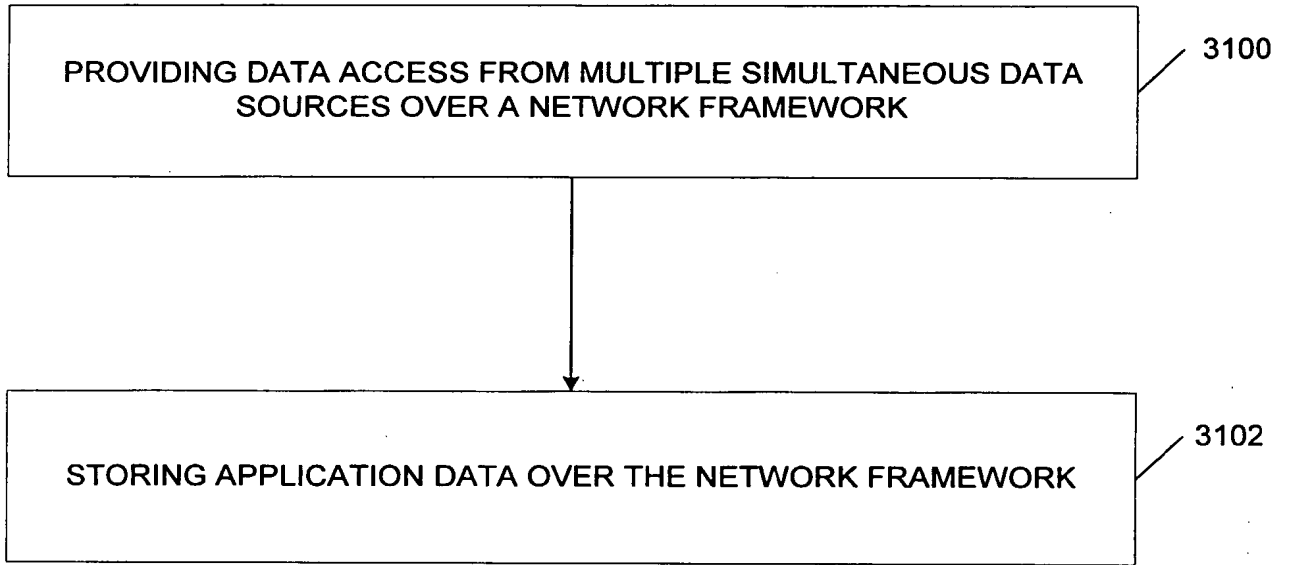 PROVIDING DATA ACCESS FROM MULTIPLE SIMULTANEOUS DATA
SOURCES OVER A NETWORK FRAMEWORK
3100
STORING APPLICATION DATA OVER THE NETWORK FRAMEWORK
3102